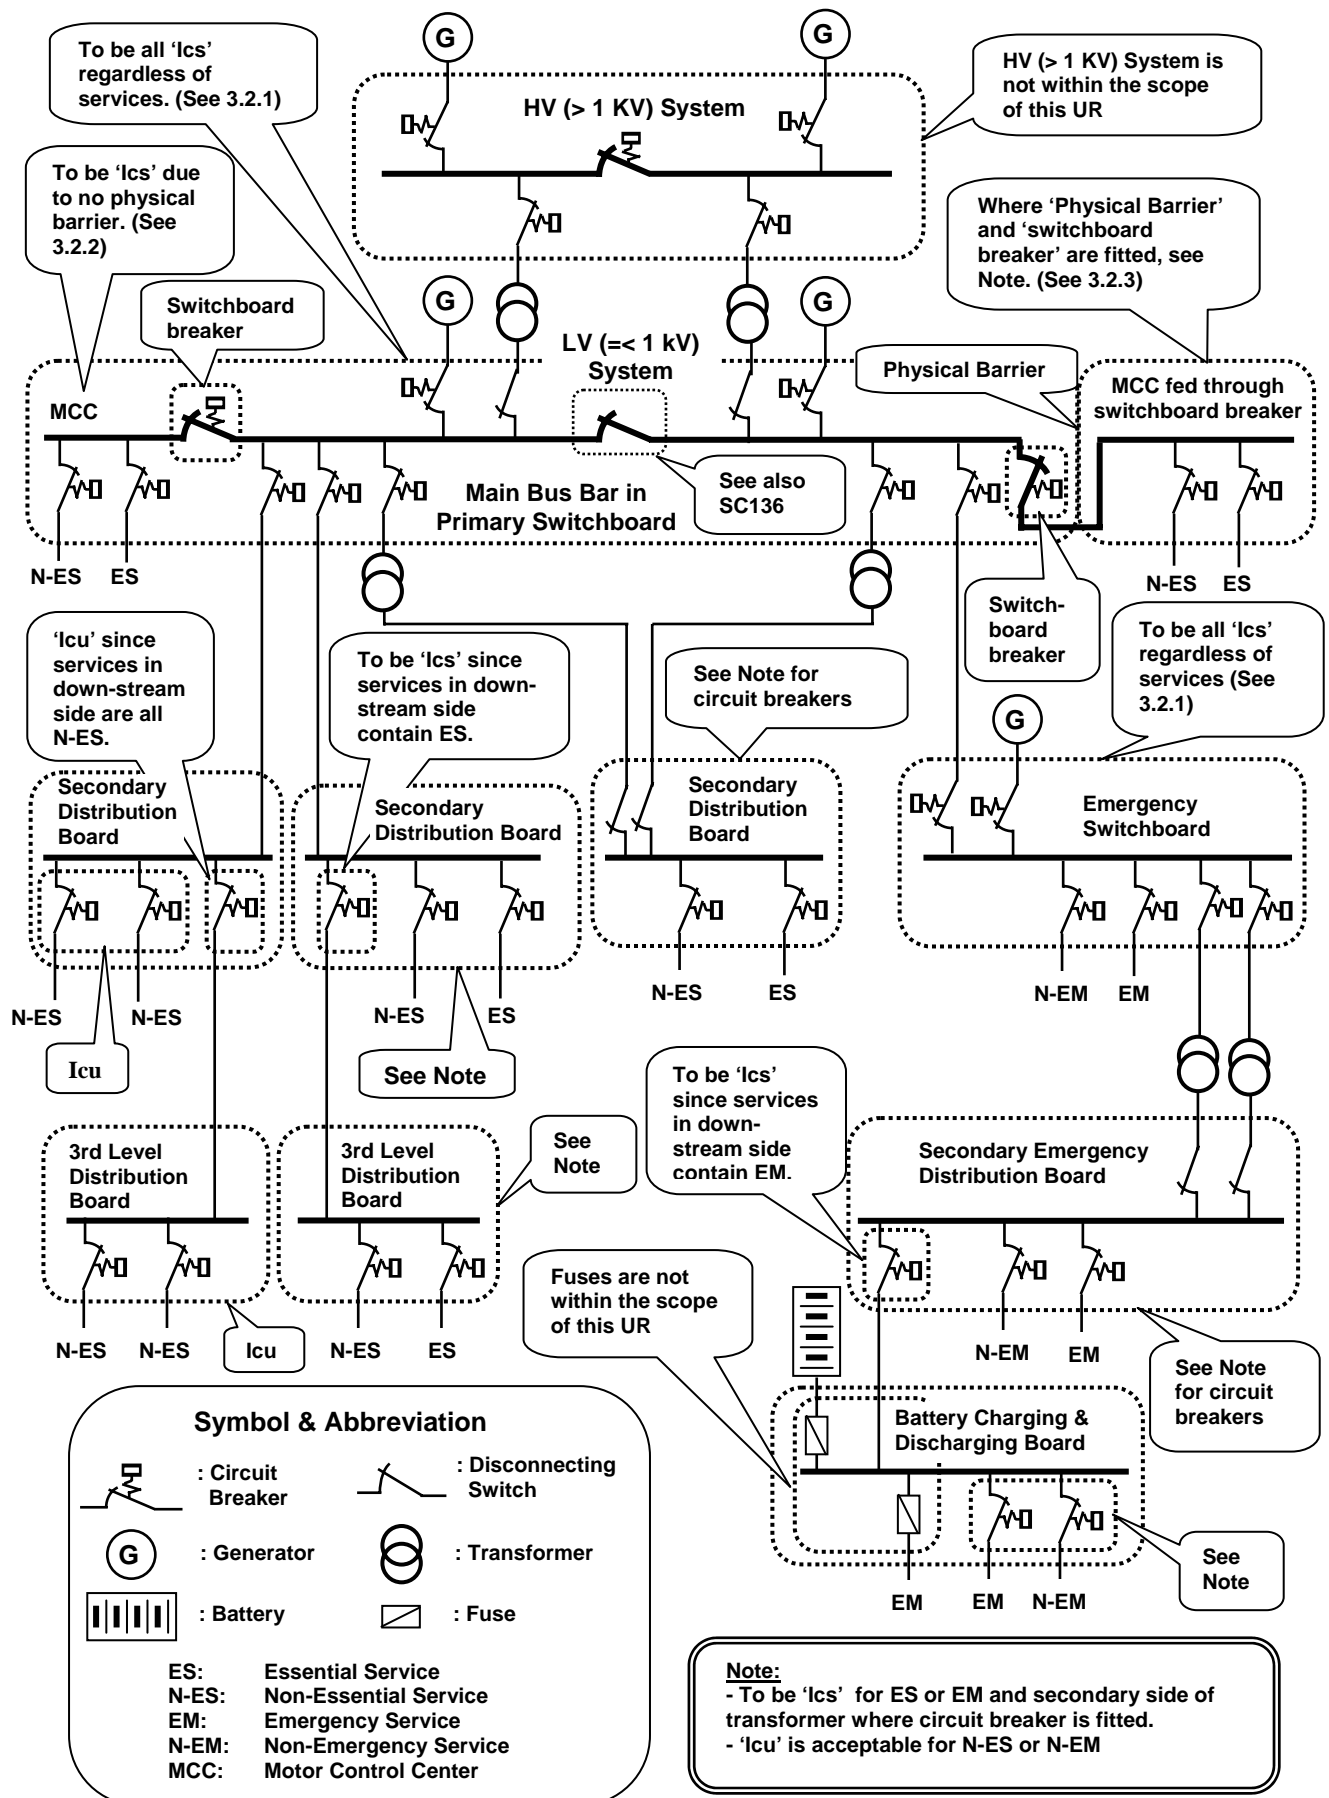 G
G
To be all 'Ics'
regardless of
services. (See 3.2.1)
HV (> 1 KV) System
HV (> 1 KV) System is
not within the scope
of this UR
To be 'Ics' due
to no physical
barrier. (See
3.2.2)
Where 'Physical Barrier'
and 'switchboard
breaker' are fitted, see
Note. (See 3.2.3)
Switchboard
breaker
G
G
LV (=< 1 kV)
System
Physical Barrier
MCC
MCC fed through
switchboard breaker
Main Bus Bar in
Primary Switchboard
See also
SC136
N-ES
ES
N-ES
ES
Switch-
board
breaker
'Icu' since
services in
down-stream
side are all
N-ES.
To be 'Ics' since
services in down-
stream side
contain ES.
See Note for
circuit breakers
To be all 'Ics'
regardless of
services (See
3.2.1)
G
Secondary
Distribution
Board
Secondary
Distribution Board
Secondary
Distribution
Board
Emergency
Switchboard
N-ES
N-ES
N-ES
ES
N-ES
ES
N-EM
EM
Icu
See Note
To be 'Ics'
since services
in down-
stream side
contain EM.
3rd Level
Distribution
Board
3rd Level
Distribution
Board
See
Note
Secondary Emergency
Distribution Board
Fuses are not
within the scope
of this UR
N-ES
N-ES
Icu
N-ES
ES
N-EM
EM
See Note
for circuit
breakers
Battery Charging &
Discharging Board
EM
EM
N-EM
See
Note
Symbol & Abbreviation
: Circuit
Breaker
: Disconnecting
Switch
G
: Generator
: Transformer
: Battery
: Fuse
ES: Essential Service
N-ES: Non-Essential Service
EM: Emergency Service
N-EM: Non-Emergency Service
MCC: Motor Control Center
Note:
- To be 'Ics' for ES or EM and secondary side of
transformer where circuit breaker is fitted.
- 'Icu' is acceptable for N-ES or N-EM